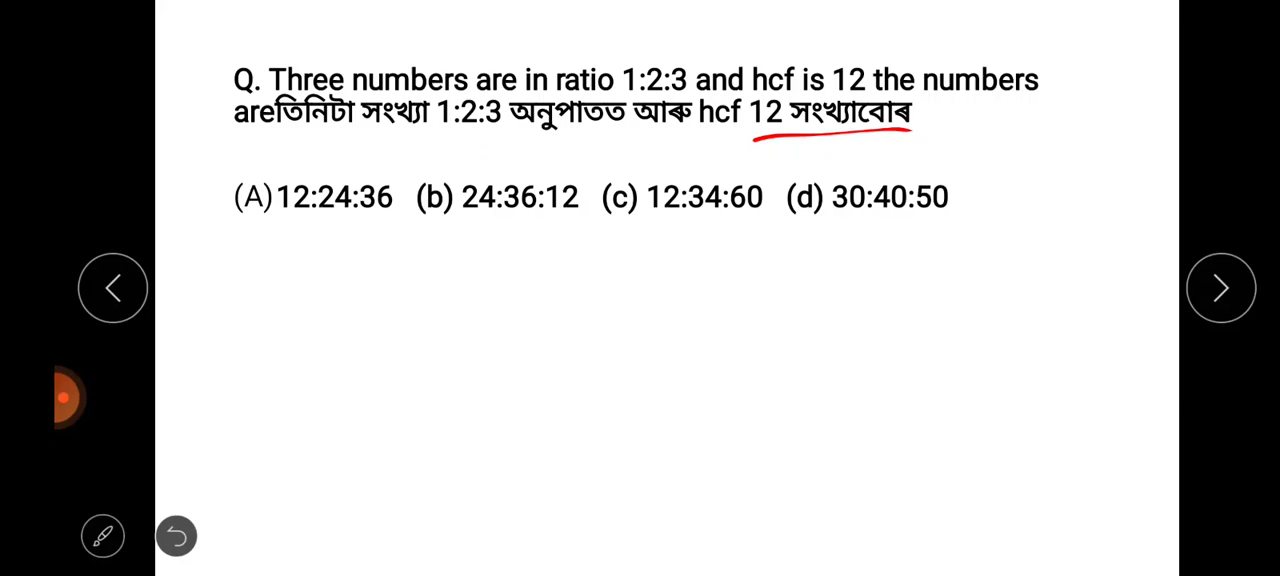 Q. Three numbers are in ratio 1:2:3 and hcf is 12 the numbers
areতিনিটা সংখ্যা 1:2:3 অনুপাতত আৰু hcf 12 সংখ্যাবোৰ
(A)12:24:36 (b) 24:36:12 (c) 12:34:60 (d) 30:40:50